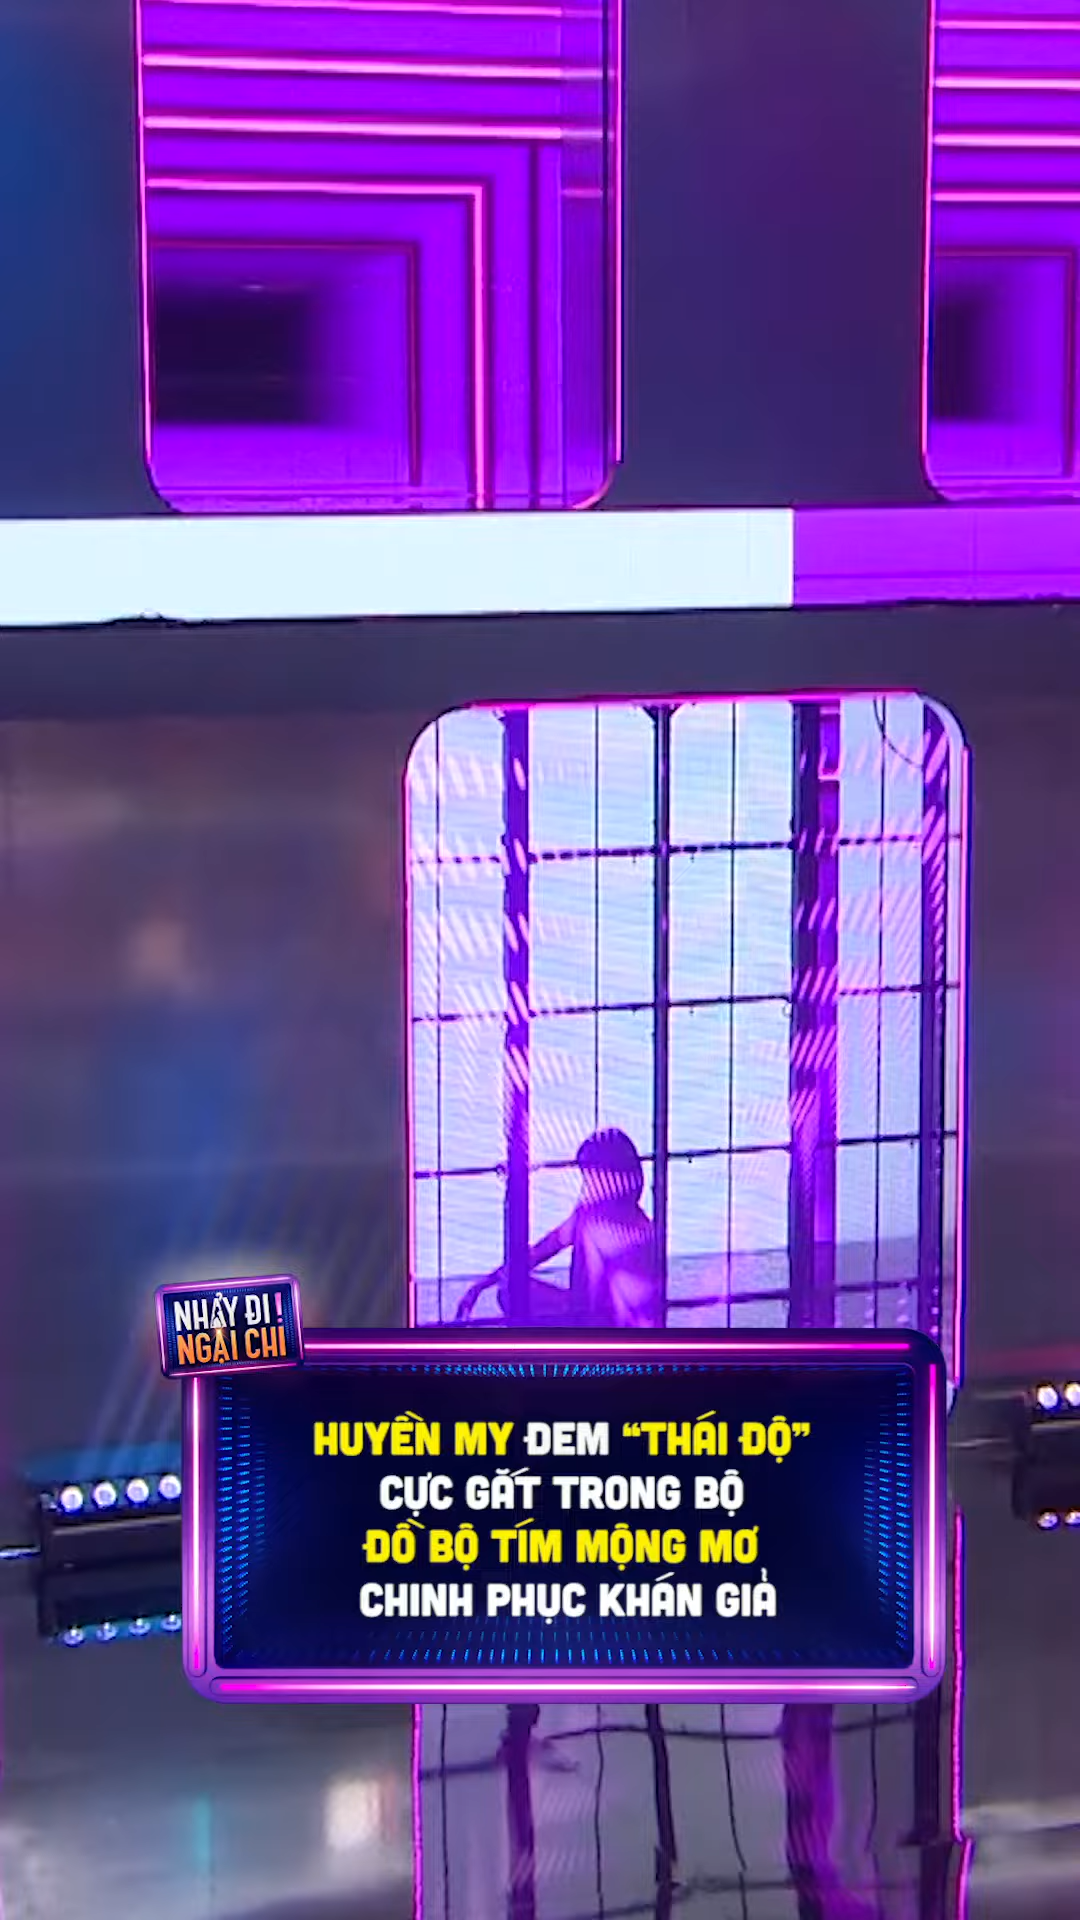 NHẢY ĐI!
NGẠI CHI
HUYỀN MY ĐEM “THÁI ĐỘ”
CỰC GẮT TRONG BỘ
ĐỒ BỘ TÍM MỘNG MƠ
CHINH PHỤC KHÁN GIẢ